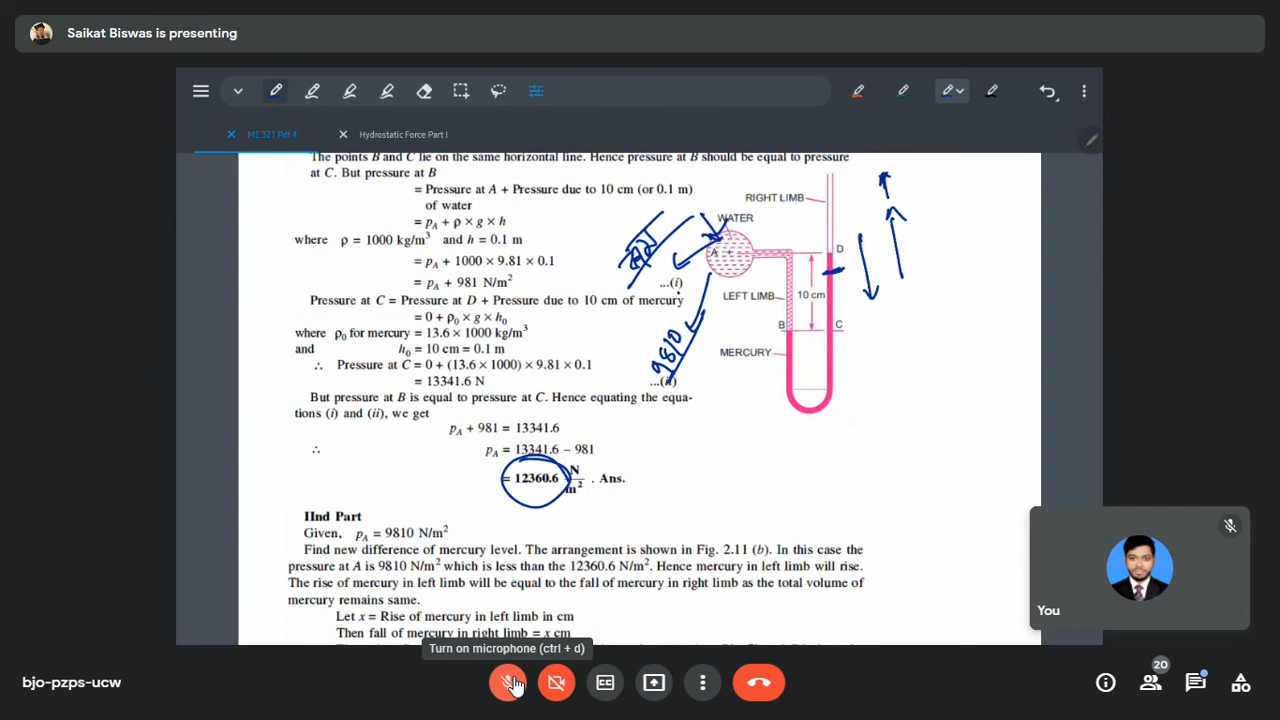 Saikat Biswas is presenting
ME321 Pdf 4
Hydrostatic Force Part I
The points B and C lie on the same horizontal line. Hence pressure at B should be equal to pressure
at C. But pressure at B
= Pressure at A + Pressure due to 10 cm (or 0.1 m)
of water
= pA + ρ × g × h
where ρ = 1000 kg/m³ and h = 0.1 m
= pA + 1000 × 9.81 × 0.1
= pA + 981 N/m² ...(i)
Pressure at C = Pressure at D + Pressure due to 10 cm of mercury
= 0 + ρ₀ × g × h₀
where ρ₀ for mercury = 13.6 × 1000 kg/m³
and h₀ = 10 cm = 0.1 m
∴ Pressure at C = 0 + (13.6 × 1000) × 9.81 × 0.1
= 13341.6 N ...(ii)
But pressure at B is equal to pressure at C. Hence equating the equa-
tions (i) and (ii), we get
pA + 981 = 13341.6
∴ pA = 13341.6 – 981
= 12360.6 N/m² . Ans.
RIGHT LIMB
WATER
A +
D
LEFT LIMB
10 cm
B
C
MERCURY
9810
IInd Part
Given, pA = 9810 N/m²
Find new difference of mercury level. The arrangement is shown in Fig. 2.11 (b). In this case the
pressure at A is 9810 N/m² which is less than the 12360.6 N/m². Hence mercury in left limb will rise.
The rise of mercury in left limb will be equal to the fall of mercury in right limb as the total volume of
mercury remains same.
Let x = Rise of mercury in left limb in cm
Then fall of mercury in right limb = x cm
You
Turn on microphone (ctrl + d)
bjo-pzps-ucw
CC
20